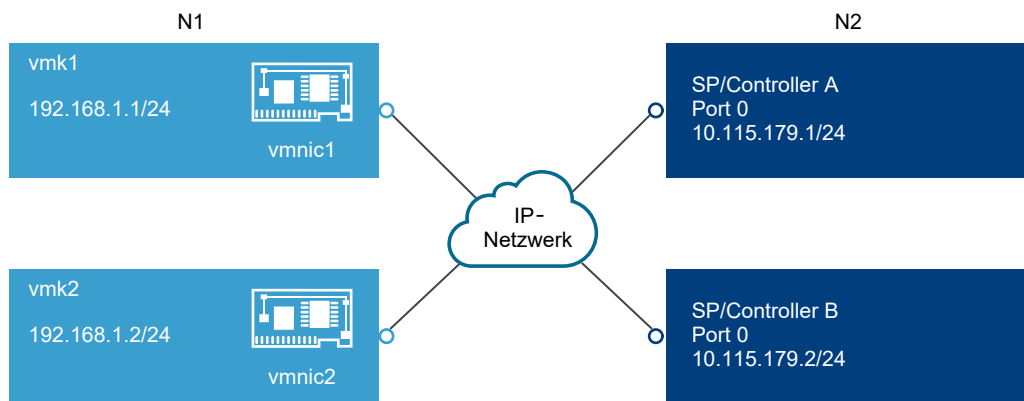 N1
N2
vmk1
192.168.1.1/24
vmnic1
SP/Controller A
Port 0
10.115.179.1/24
IP-
Netzwerk
vmk2
192.168.1.2/24
vmnic2
SP/Controller B
Port 0
10.115.179.2/24